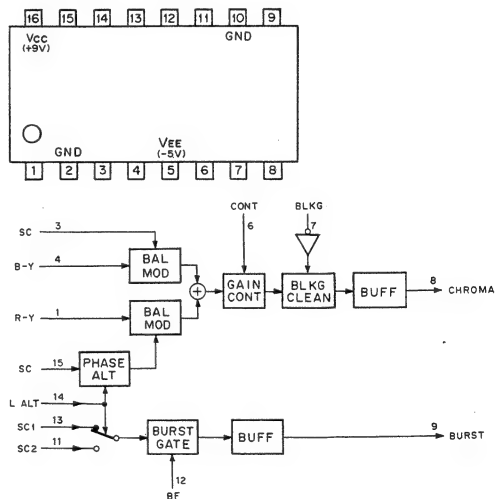 16 15 14 13 12 11 10 9
VCC GND
(+9V)
GND VEE
(-5V)
1 2 3 4 5 6 7 8
CONT BLKG
6 7
SC 3
B-Y 4
BAL
MOD
R-Y 1
BAL
MOD
+
GAIN
CONT
BLKG
CLEAN
BUFF
8 CHROMA
SC 15
PHASE
ALT
L ALT 14
SC1 13
SC2 11
BURST
GATE
BUFF
9 BURST
12
BF